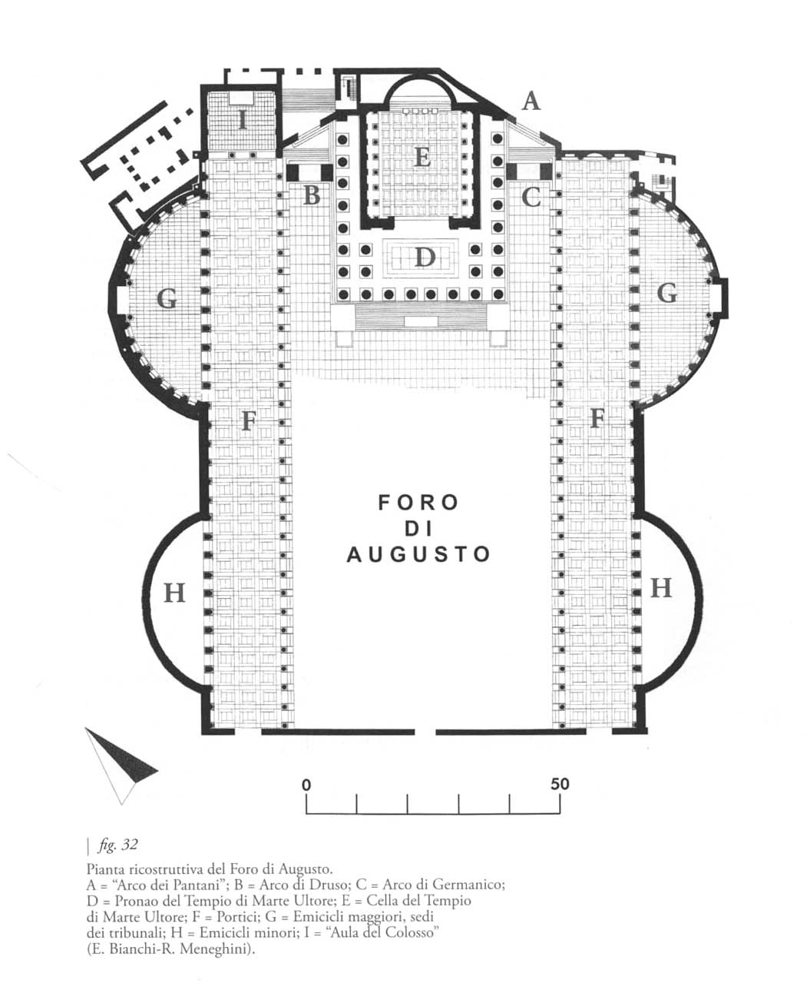 A
I
E
B
C
D
G
G
F
F
FORO
DI
AUGUSTO
H
H
0
50
| fig. 32
Pianta ricostruttiva del Foro di Augusto.
A = “Arco dei Pantani”; B = Arco di Druso; C = Arco di Germanico;
D = Pronao del Tempio di Marte Ultore; E = Cella del Tempio
di Marte Ultore; F = Portici; G = Emicicli maggiori, sedi
dei tribunali; H = Emicicli minori; I = “Aula del Colosso”
(E. Bianchi-R. Meneghini).